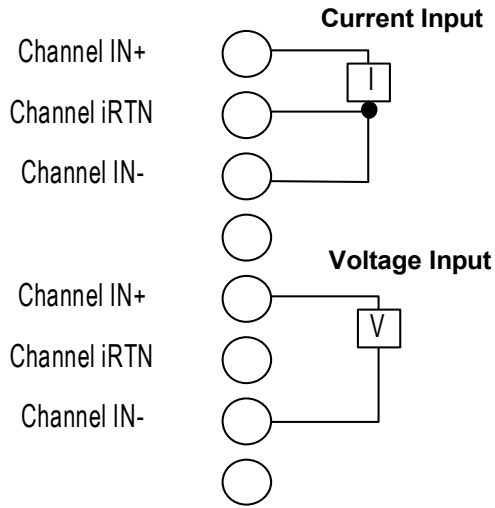 Current Input
Channel IN+
I
Channel iRTN
Channel IN-
Voltage Input
Channel IN+
V
Channel iRTN
Channel IN-